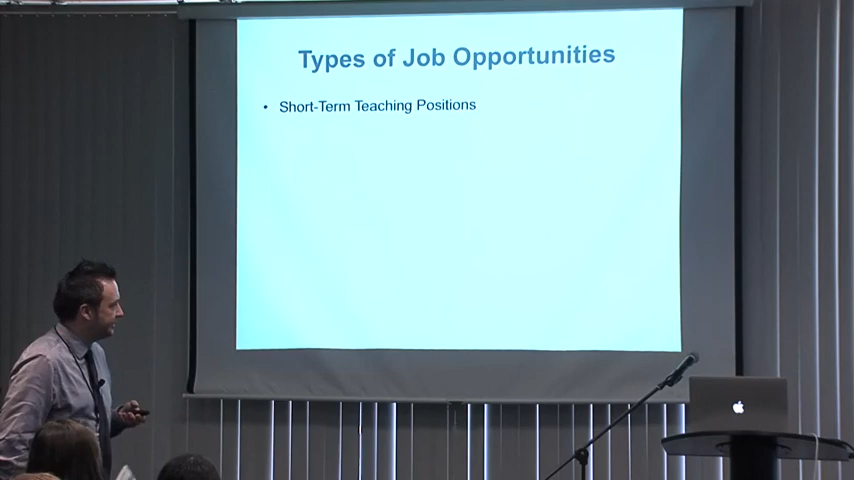 Types of Job Opportunities
• Short-Term Teaching Positions